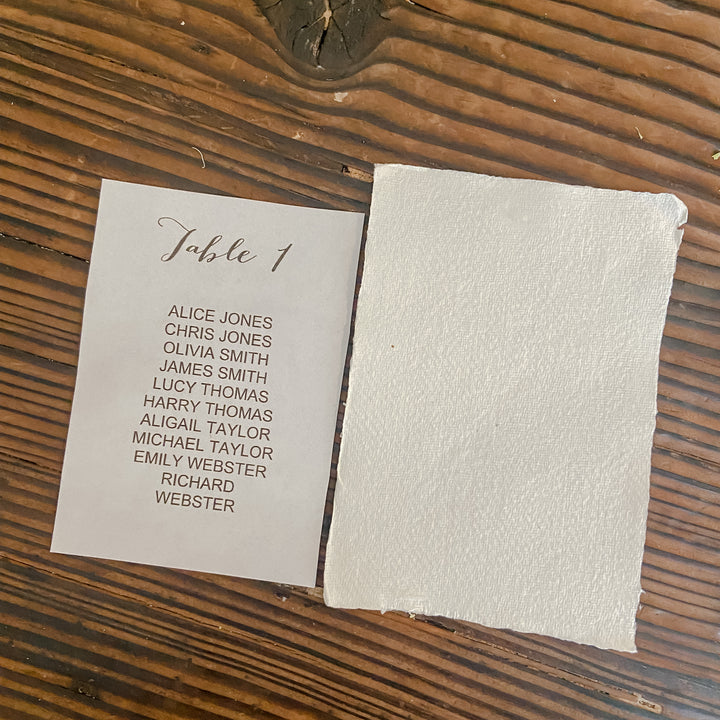 Table 1
ALICE JONES
CHRIS JONES
OLIVIA SMITH
JAMES SMITH
LUCY THOMAS
HARRY THOMAS
ALIGAIL TAYLOR
MICHAEL TAYLOR
EMILY WEBSTER
RICHARD
WEBSTER